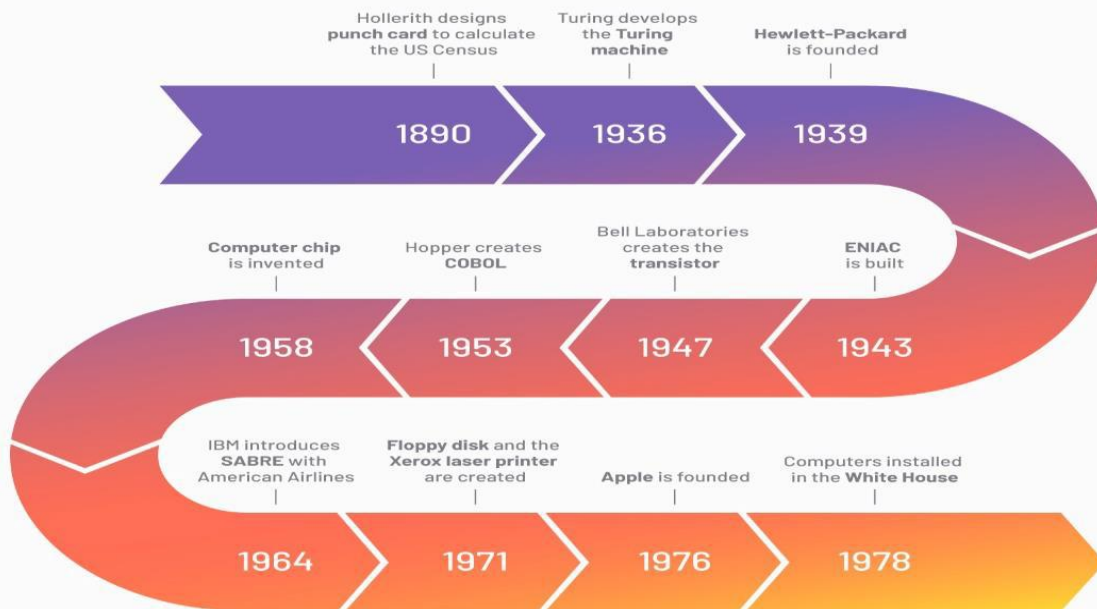 Hollerith designs
punch card to calculate
the US Census
Turing develops
the Turing
machine
Hewlett-Packard
is founded
1890
1936
1939
Computer chip
is invented
Hopper creates
COBOL
Bell Laboratories
creates the
transistor
ENIAC
is built
1958
1953
1947
1943
IBM introduces
SABRE with
American Airlines
Floppy disk and the
Xerox laser printer
are created
Apple is founded
Computers installed
in the White House
1964
1971
1976
1978